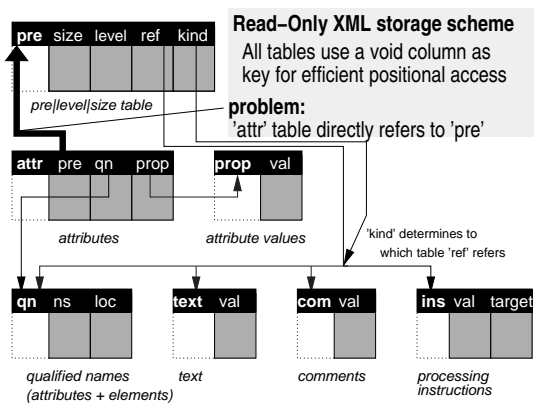 pre size level ref kind
Read–Only XML storage scheme
All tables use a void column as
key for efficient positional access
pre|level|size table
problem:
'attr' table directly refers to 'pre'
attr pre qn prop
prop val
attributes
attribute values
'kind' determines to
which table 'ref' refers
qn ns loc
text val
com val
ins val target
qualified names
(attributes + elements)
text
comments
processing
instructions